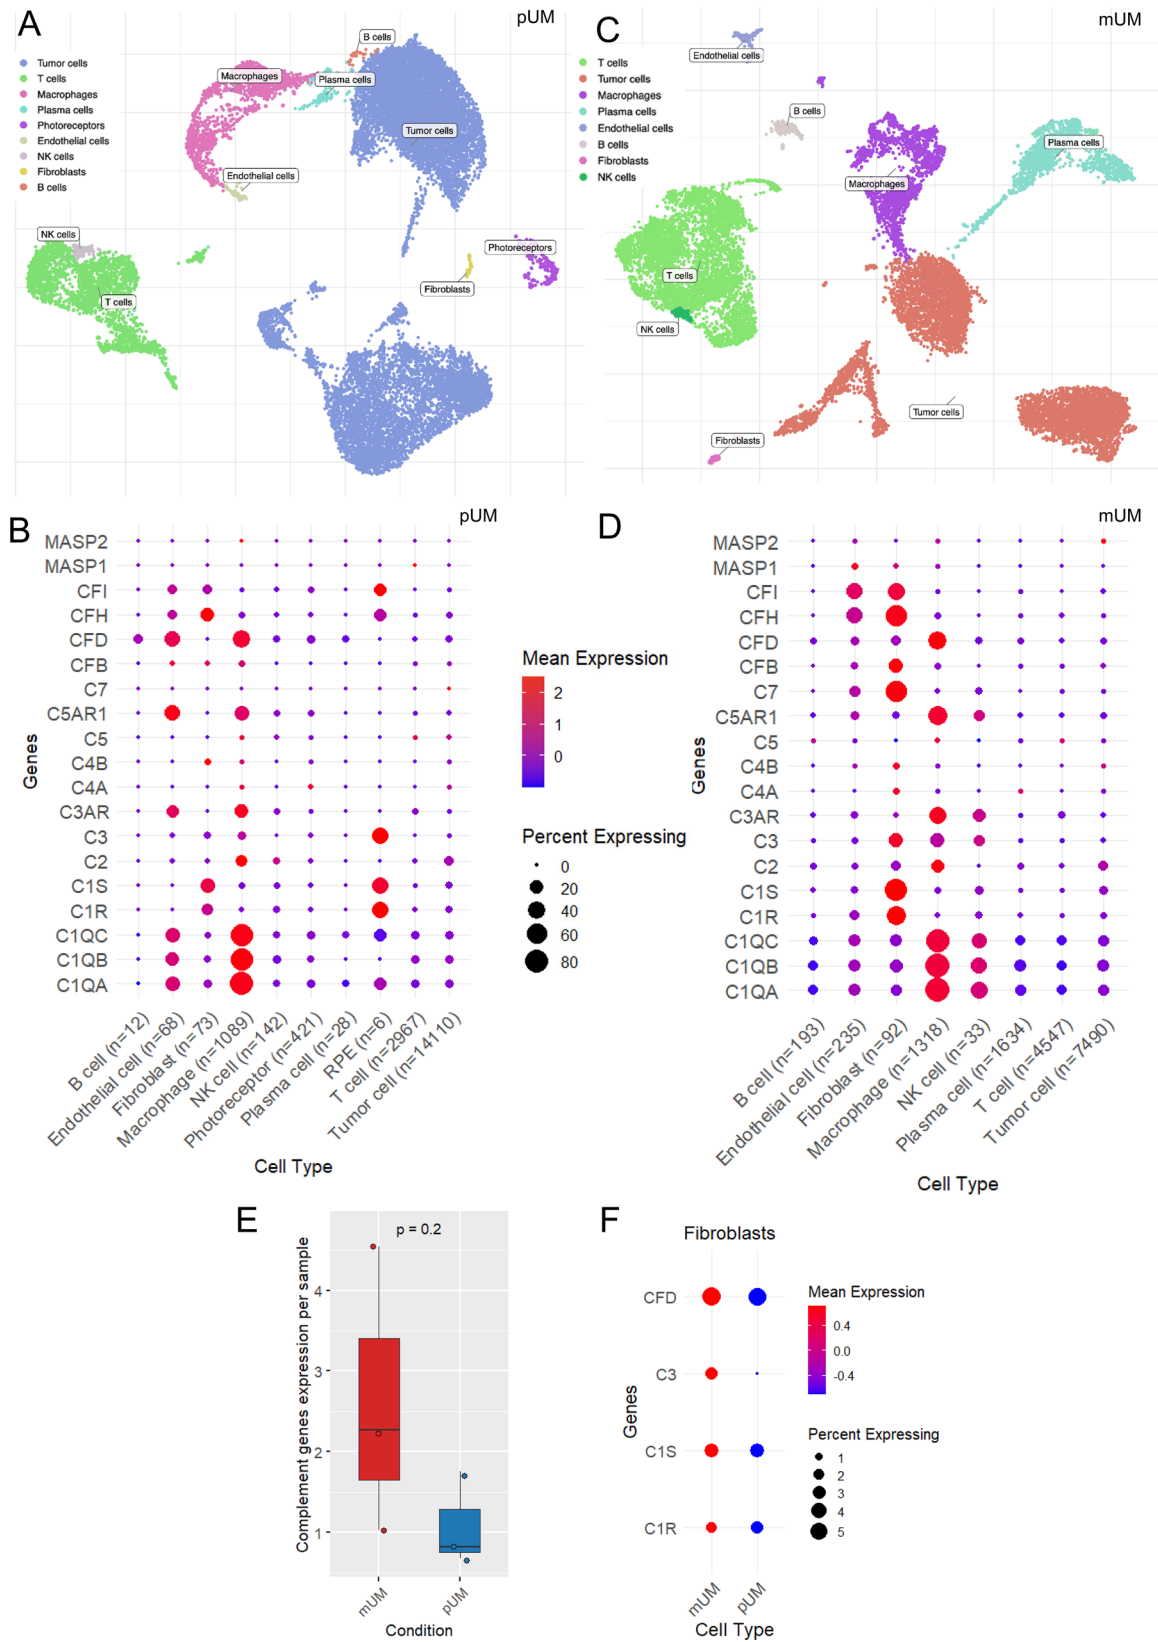 A
pUM
Tumor cells
T cells
Macrophages
Plasma cells
Photoreceptors
Endothelial cells
NK cells
Fibroblasts
B cells
B cells
Macrophages
Plasma cells
Tumor cells
Endothelial cells
NK cells
T cells
Photoreceptors
Fibroblasts
C
mUM
T cells
Tumor cells
Macrophages
Plasma cells
Endothelial cells
B cells
Fibroblasts
NK cells
Endothelial cells
B cells
Plasma cells
Macrophages
T cells
NK cells
Tumor cells
Fibroblasts
B
pUM
Genes
MASP2
MASP1
CFI
CFH
CFD
CFB
C7
C5AR1
C5
C4B
C4A
C3AR
C3
C2
C1S
C1R
C1QC
C1QB
C1QA
B cell (n=12)
Endothelial cell (n=68)
Fibroblast (n=73)
Macrophage (n=1089)
NK cell (n=142)
Photoreceptor (n=421)
Plasma cell (n=28)
RPE (n=6)
T cell (n=2967)
Tumor cell (n=14110)
Cell Type
Mean Expression
2
1
0
Percent Expressing
0
20
40
60
80
D
mUM
Genes
MASP2
MASP1
CFI
CFH
CFD
CFB
C7
C5AR1
C5
C4B
C4A
C3AR
C3
C2
C1S
C1R
C1QC
C1QB
C1QA
B cell (n=193)
Endothelial cell (n=235)
Fibroblast (n=92)
Macrophage (n=1318)
NK cell (n=33)
Plasma cell (n=1634)
T cell (n=4547)
Tumor cell (n=7490)
Cell Type
E
p = 0.2
Complement genes expression per sample
4
3
2
1
mUM
pUM
Condition
F
Fibroblasts
Genes
CFD
C3
C1S
C1R
mUM
pUM
Cell Type
Mean Expression
0.4
0.0
-0.4
Percent Expressing
1
2
3
4
5